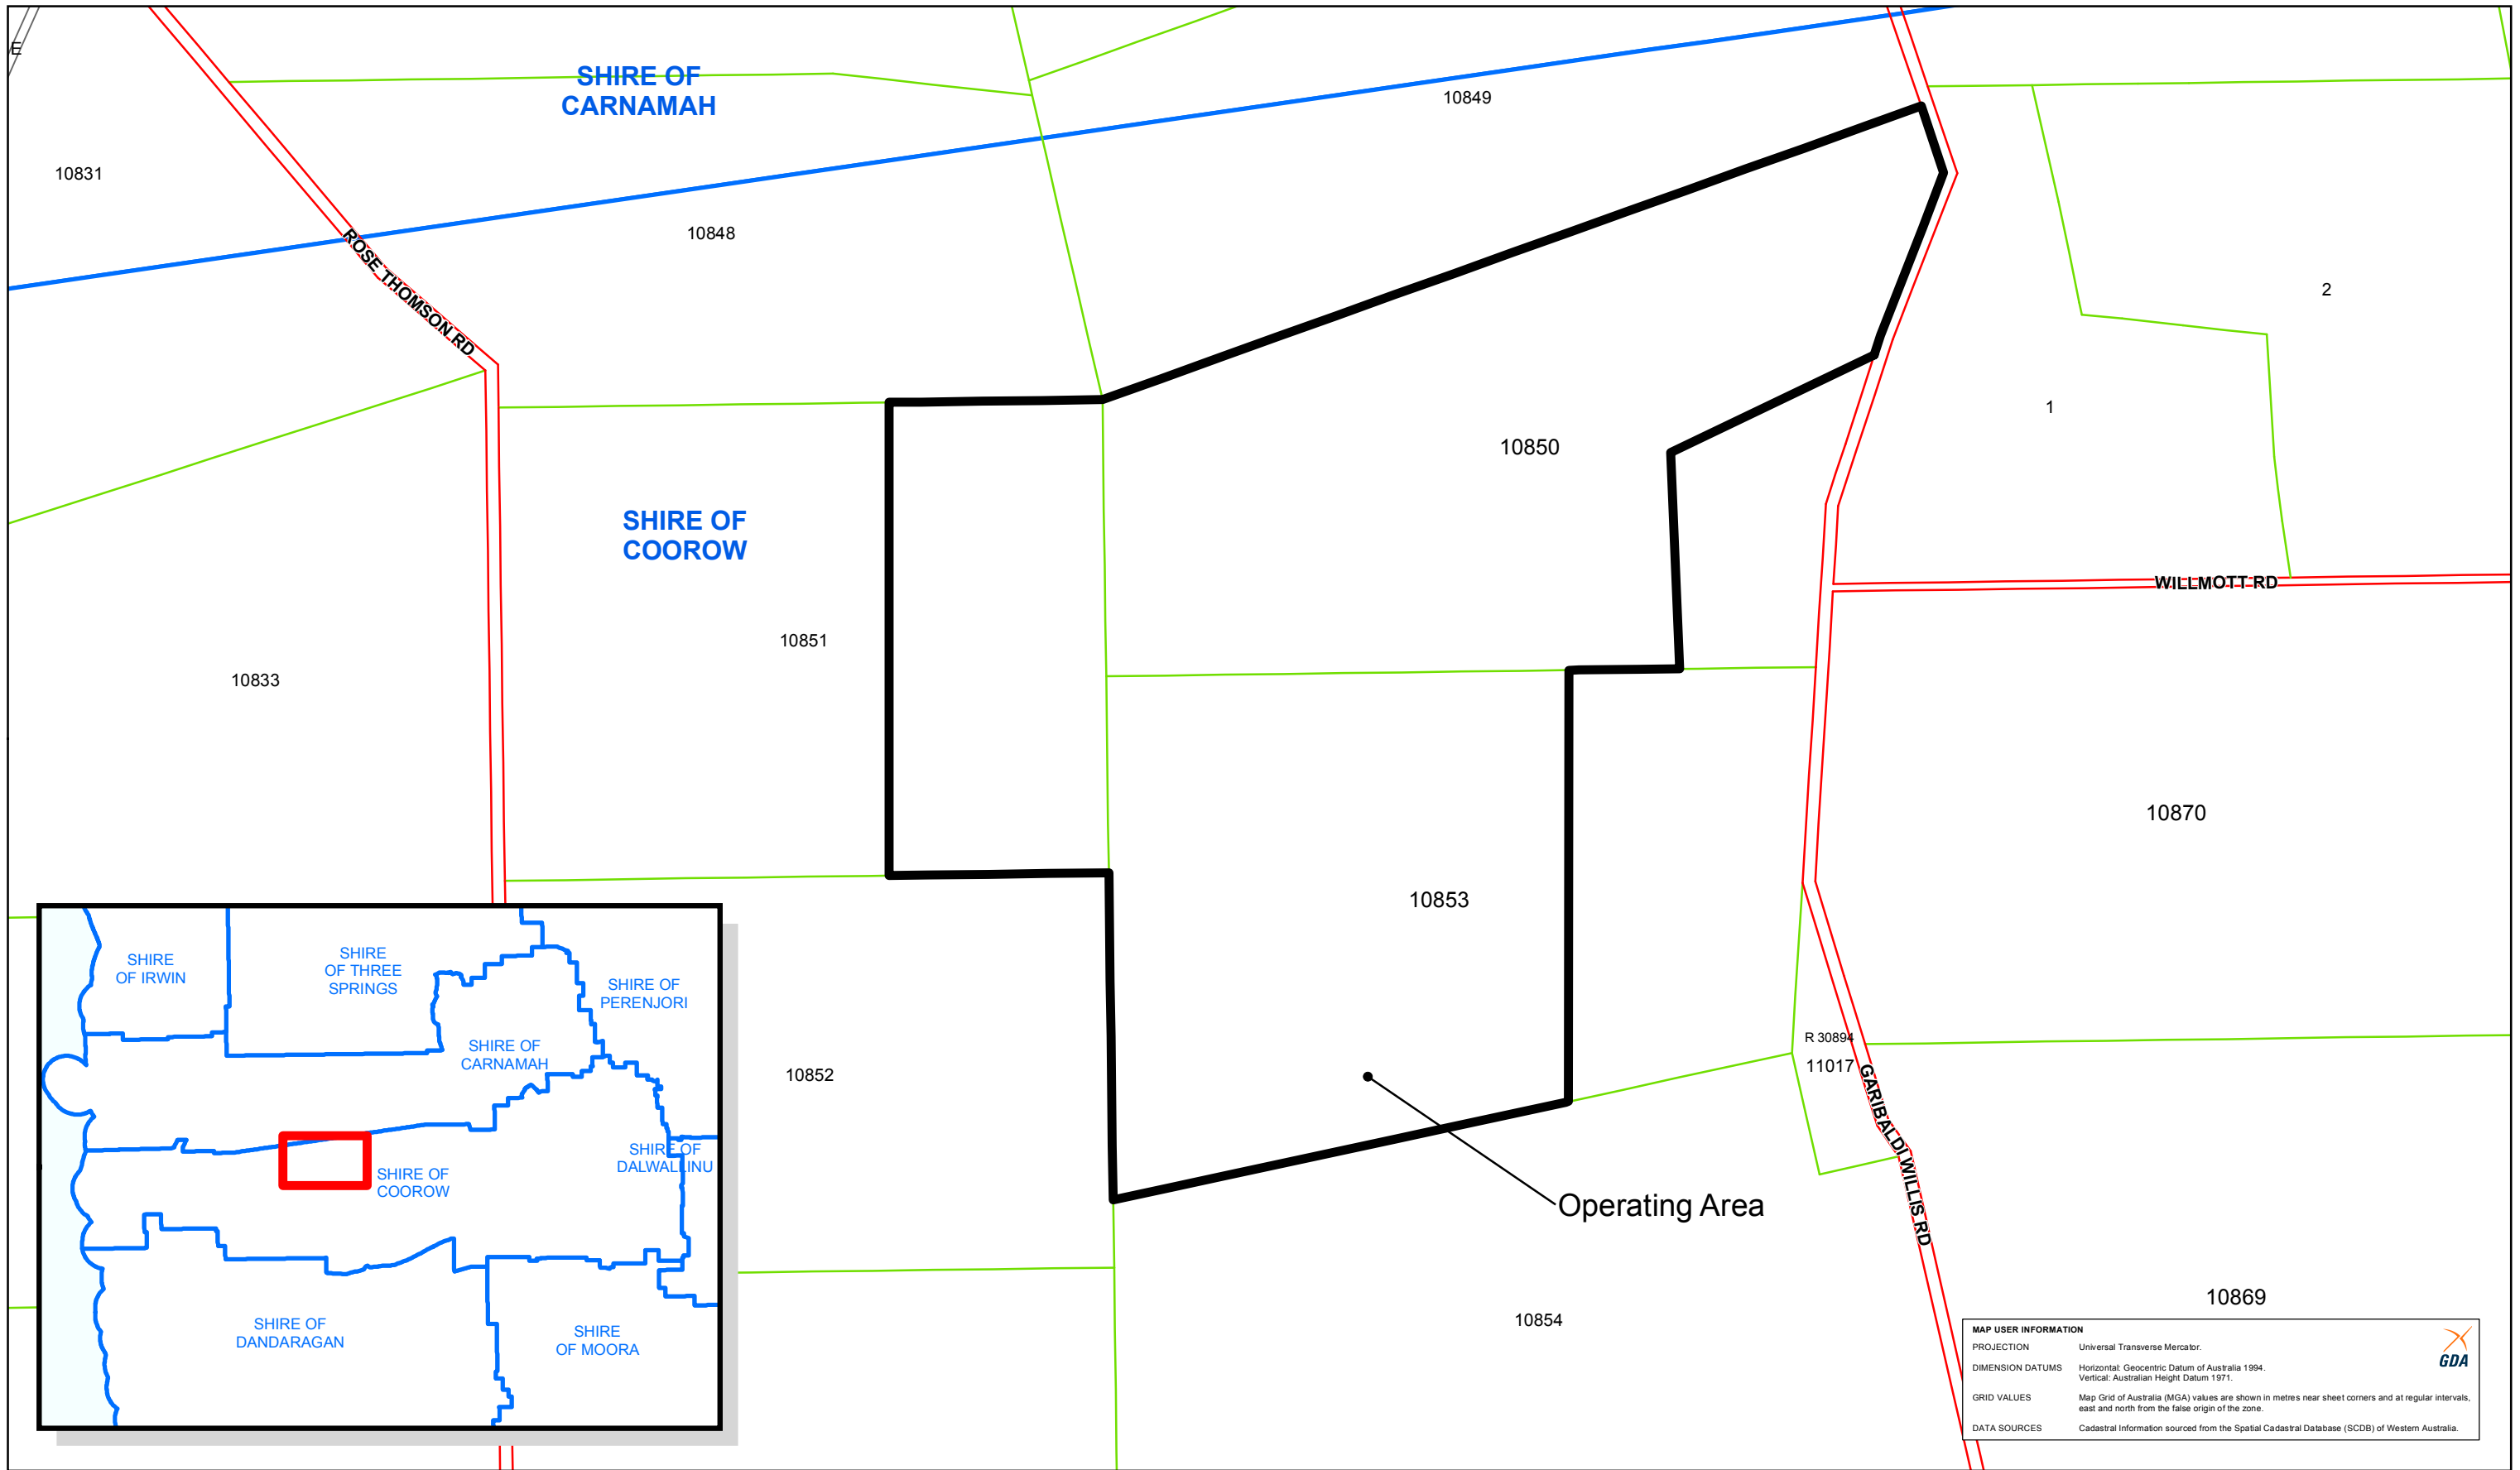 E
SHIRE OF
CARNAMAH
10849
10831
10848
ROSE THOMSON RD
2
1
10850
SHIRE OF
COOROW
WILLMOTT RD
10851
10833
10870
10853
R 30894
11017
10852
GARIBALDI WILLIS RD
Operating Area
10869
10854
SHIRE
OF IRWIN
SHIRE
OF THREE
SPRINGS
SHIRE OF
PERENJORI
SHIRE OF
CARNAMAH
SHIRE OF
DALWALLINU
SHIRE OF
COOROW
SHIRE OF
DANDARAGAN
SHIRE
OF MOORA
MAP USER INFORMATION
PROJECTION Universal Transverse Mercator.
DIMENSION DATUMS Horizontal: Geocentric Datum of Australia 1994.
Vertical: Australian Height Datum 1971.
GRID VALUES Map Grid of Australia (MGA) values are shown in metres near sheet corners and at regular intervals,
east and north from the false origin of the zone.
DATA SOURCES Cadastral Information sourced from the Spatial Cadastral Database (SCDB) of Western Australia.
GDA